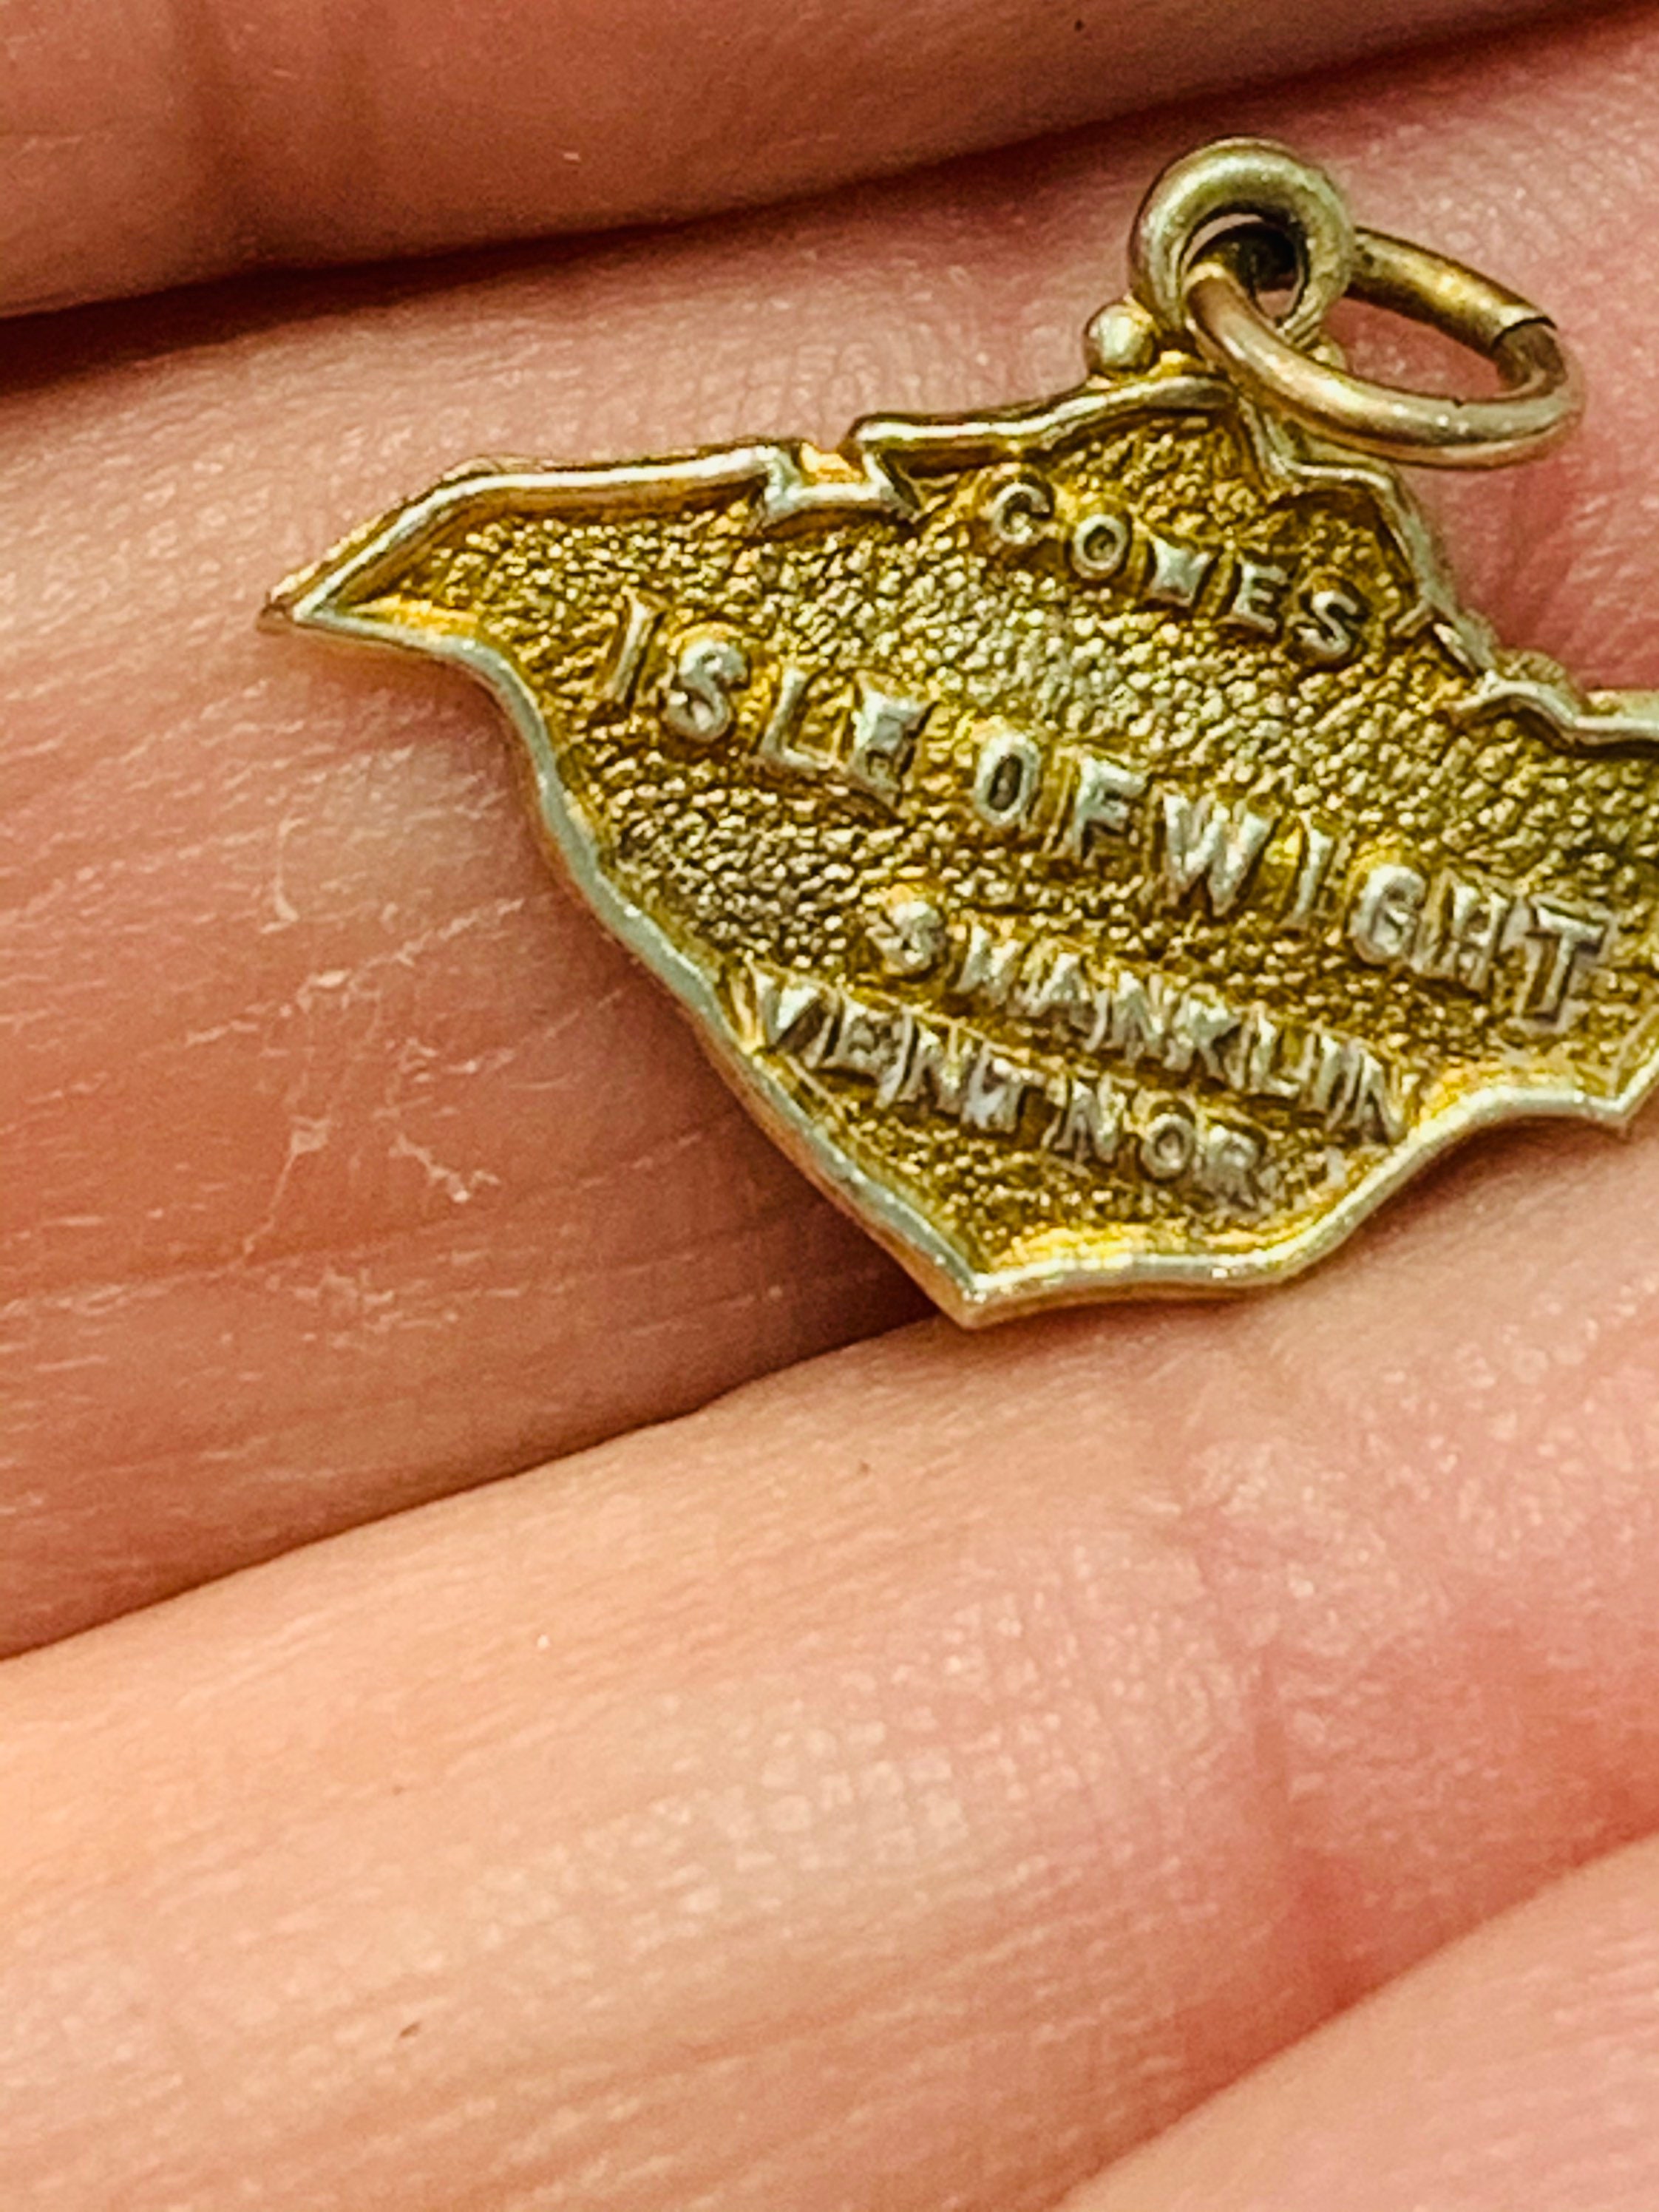 COWES
ISLE OF WIGHT
SHANKLIN
VENTNOR